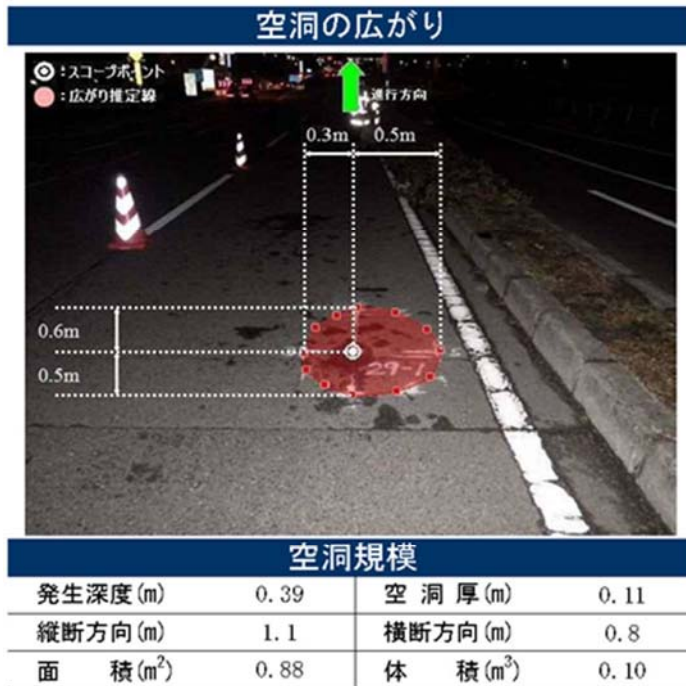 空洞の広がり
◎:スコープポイント
●:広がり推定線
進行方向
0.3m 0.5m
0.6m
0.5m
29-1
空洞規模
発生深度(m) 0.39 空洞厚(m) 0.11
縦断方向(m) 1.1 横断方向(m) 0.8
面積(m²) 0.88 体積(m³) 0.10